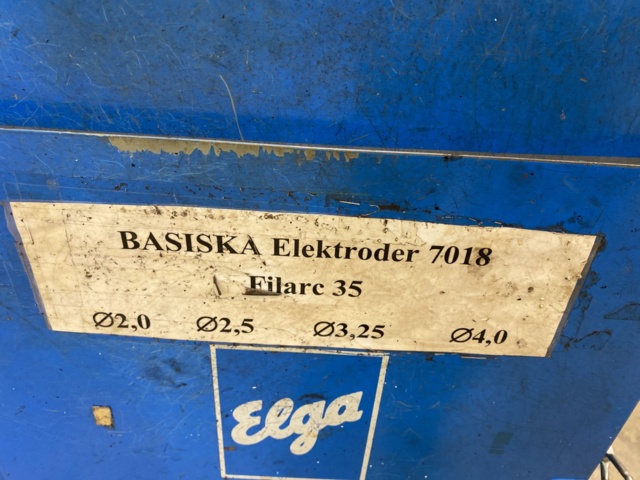 BASISKA Elektroder 7018
Filarc 35
Ø2,0 Ø2,5 Ø3,25 Ø4,0
Elga